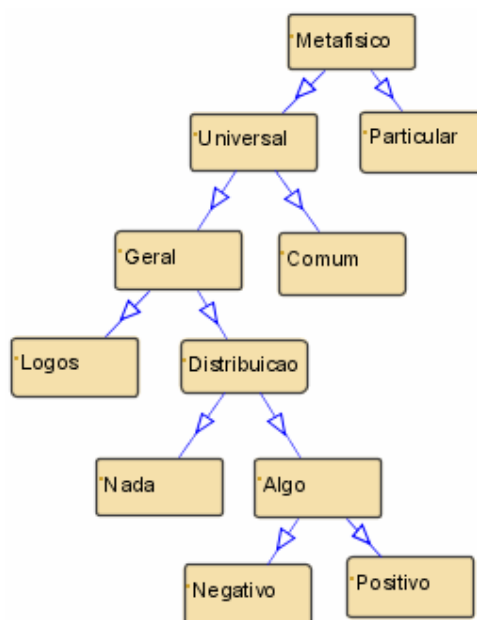 Metafisico
Universal
Particular
Geral
Comum
Logos
Distribuicao
Nada
Algo
Negativo
Positivo